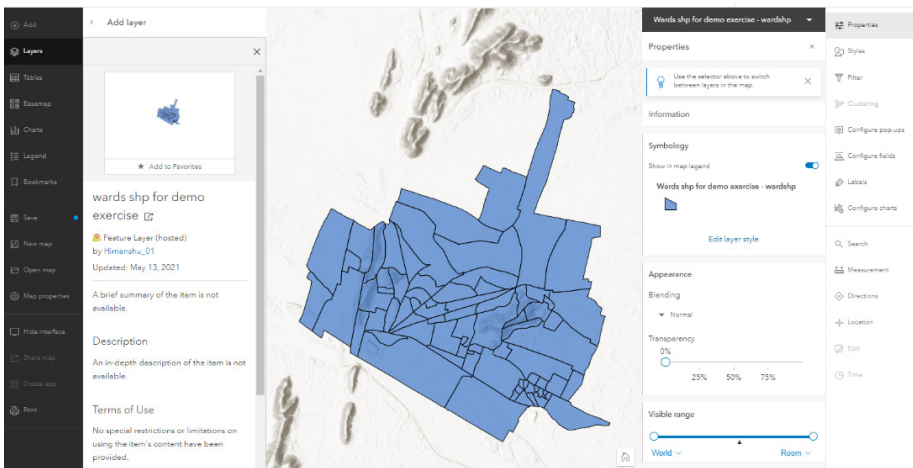 Add
Layers
Tables
Basemap
Charts
Legend
Bookmarks
Save
New map
Open map
Map properties
Hide interface
Share map
Create app
Print
Add layer
Add to Favorites
wards shp for demo
exercise
Feature Layer (hosted)
by Himanshu_01
Updated: May 13, 2021
A brief summary of the item is not
available.
Description
An in-depth description of the item is not
available.
Terms of Use
No special restrictions or limitations on
using the item's content have been
provided.
Wards shp for demo exercise - wardshp
Properties
Use the selector above to switch
between layers in the map.
Information
Symbology
Show in map legend
Wards shp for demo exercise - wardshp
Edit layer style
Appearance
Blending
Normal
Transparency
0%
25% 50% 75%
Visible range
World Room
Properties
Styles
Filter
Clustering
Configure pop-ups
Configure fields
Labels
Configure charts
Search
Measurement
Directions
Location
Edit
Time